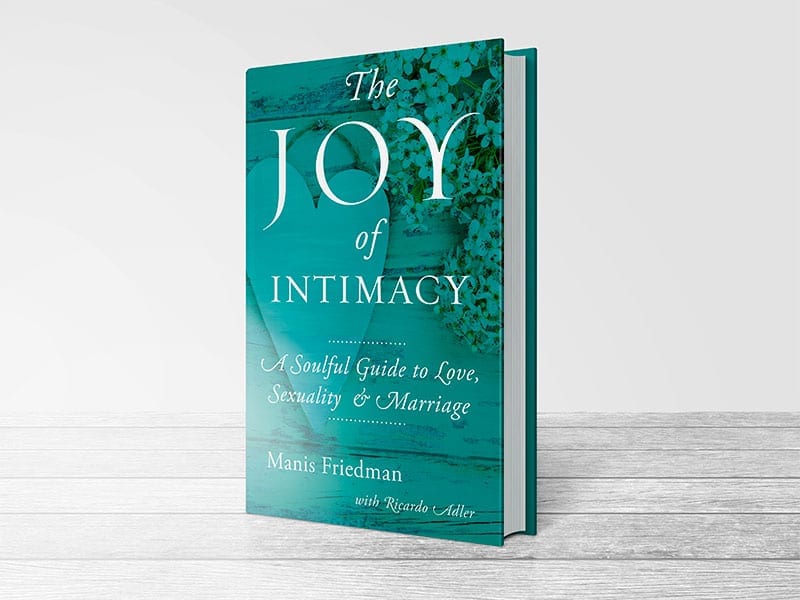 The
JOY
of
INTIMACY
A Soulful Guide to Love,
Sexuality & Marriage
Manis Friedman
with Ricardo Adler